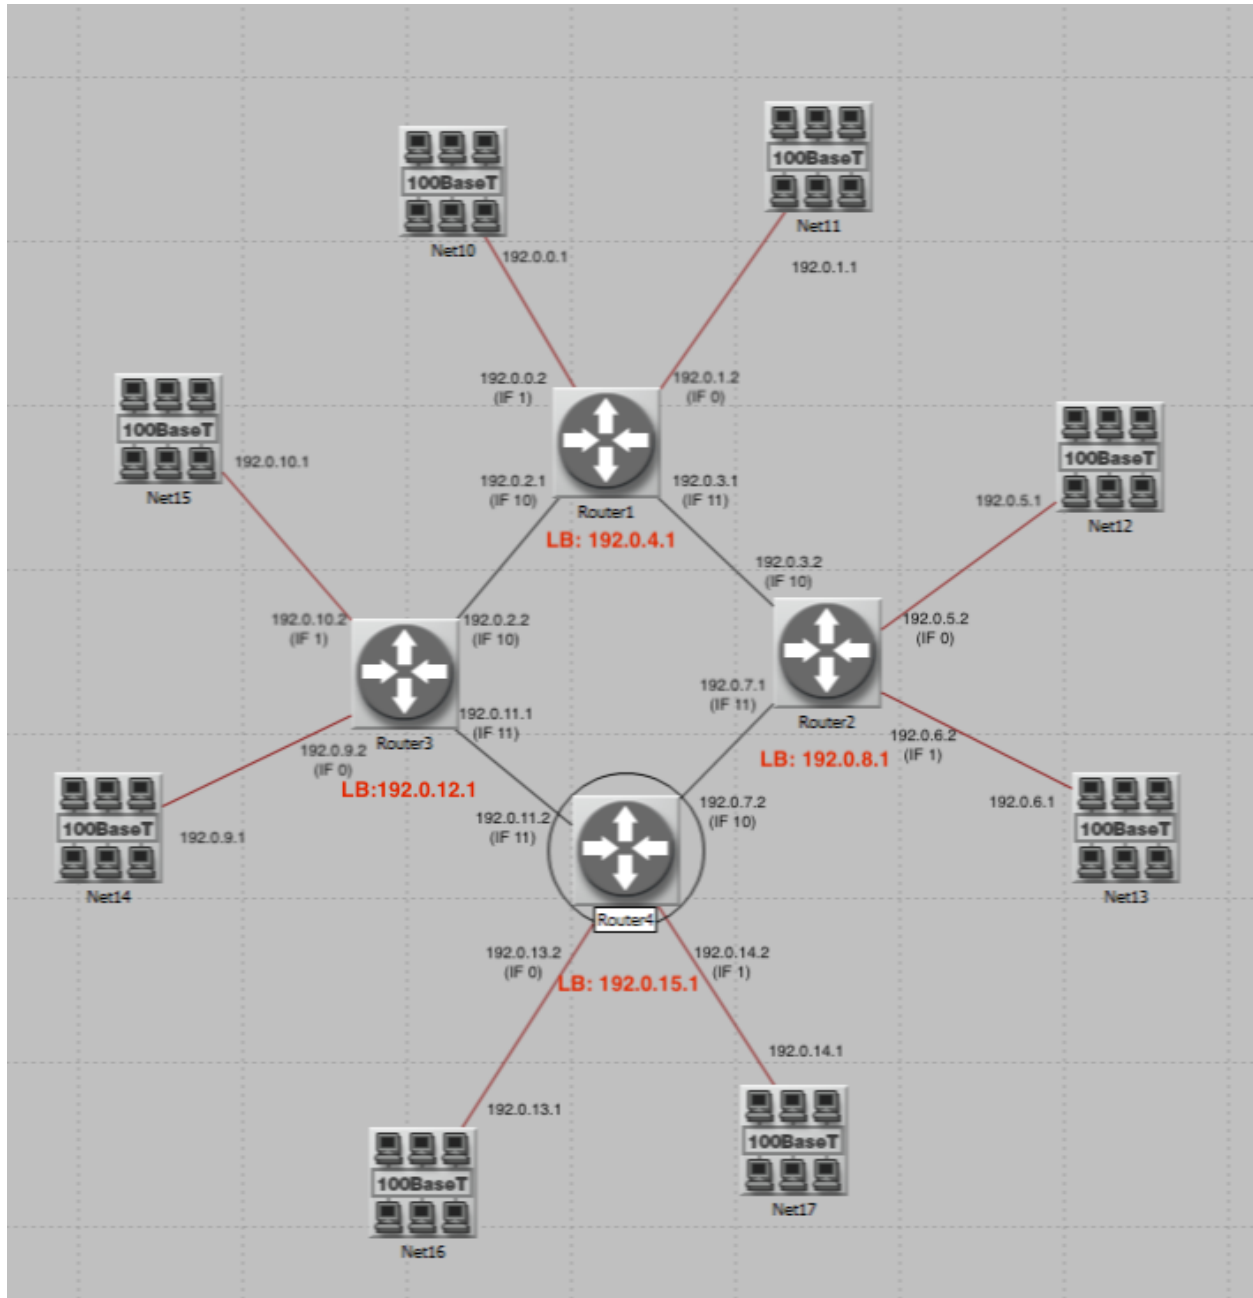 100BaseT
Net11
100BaseT
Net10
192.0.0.1
192.0.1.1
192.0.0.2
(IF 1)
192.0.1.2
(IF 0)
100BaseT
Net15
192.0.10.1
100BaseT
Net12
192.0.5.1
192.0.2.1
(IF 10)
192.0.3.1
(IF 11)
Router1
LB: 192.0.4.1
192.0.3.2
(IF 10)
192.0.10.2
(IF 1)
192.0.2.2
(IF 10)
192.0.5.2
(IF 0)
192.0.7.1
(IF 11)
192.0.11.1
(IF 11)
Router3
Router2
192.0.6.2
(IF 1)
192.0.9.2
(IF 0)
LB: 192.0.8.1
LB:192.0.12.1
100BaseT
Net14
192.0.9.1
192.0.11.2
(IF 11)
192.0.7.2
(IF 10)
192.0.6.1
100BaseT
Net13
Router4
192.0.13.2
(IF 0)
192.0.14.2
(IF 1)
LB: 192.0.15.1
192.0.14.1
192.0.13.1
100BaseT
Net17
100BaseT
Net16